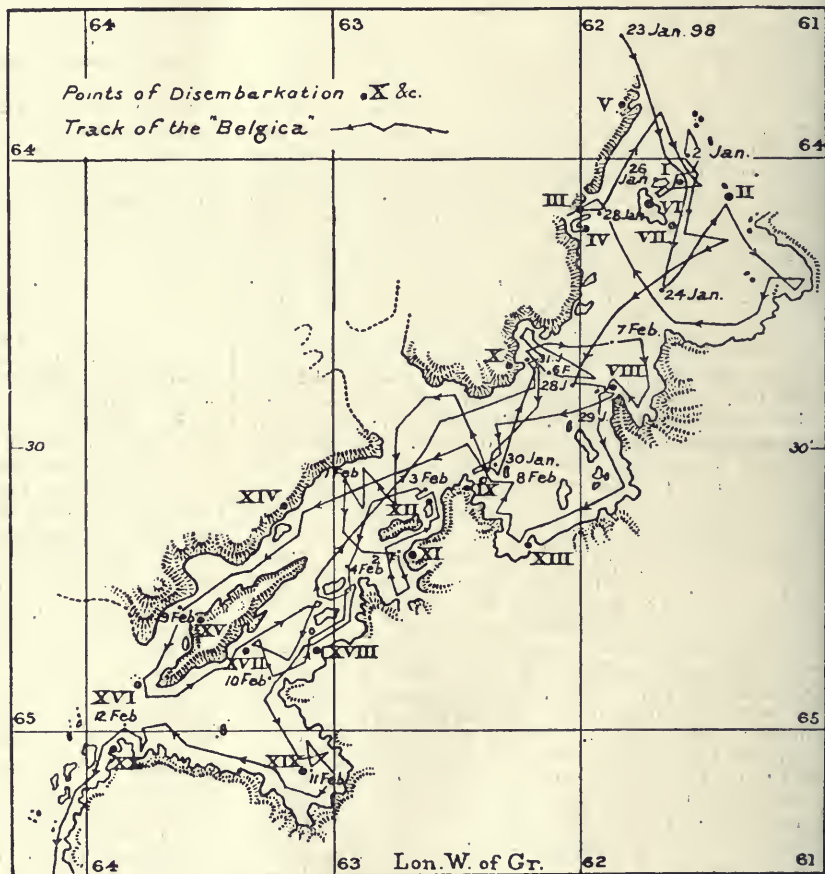 64 63 62 61
23 Jan. 98
Points of Disembarkation .X &c.
Track of the "Belgica"
V
64 64
2 Jan.
I
26
Jan.
II
III
VI
28 Jan.
IV
VII
24 Jan.
7 Feb.
X
31
6 F
28 J
VIII
29 J
30 30'
30 Jan.
1 Feb
3 Feb
8 Feb
IX
XIV
XII
XI
XIII
2
4 Feb
9 Feb
XV
XVII
XVIII
10 Feb
XVI
12 Feb
65 65
XIX
XX
11 Feb
64 63 Lon. W. of Gr. 62 61